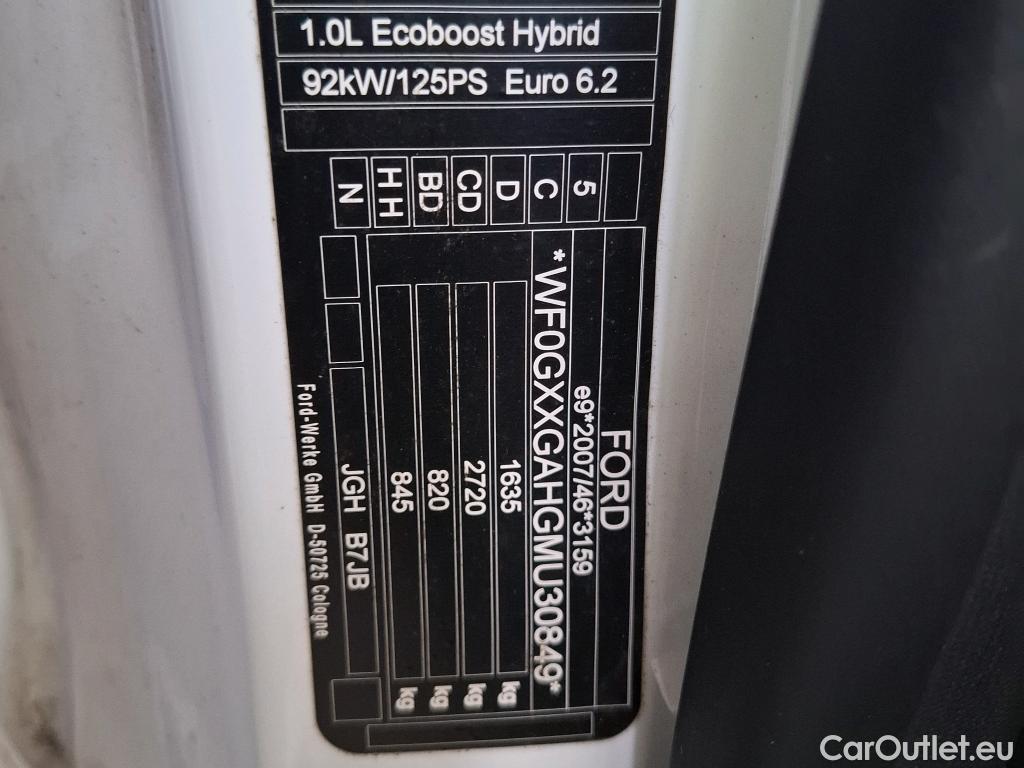 1.0L Ecoboost Hybrid
92kW/125PS Euro 6.2
FORD
e9*2007/46*3159
*WF0GXXGAHGMU30849*
1635 kg
2720 kg
820 kg
845 kg
JGH B7JB
5
C
D
CD
BD
H H
N
Ford-Werke GmbH D-50725 Cologne
CarOutlet.eu